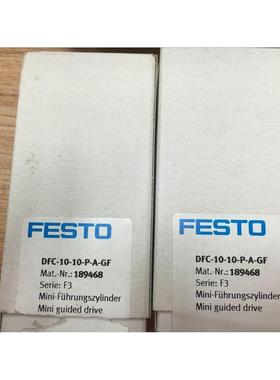 FESTO
DFC-10-10-P-A-GF
Mat.-Nr.: 189468
Serie: F3
Mini-Führungszylinder
Mini guided drive
FESTO
DFC-10-10-P-A-GF
Mat.-Nr.: 189468
Serie: F3
Mini-Führungszylinder
Mini guided drive